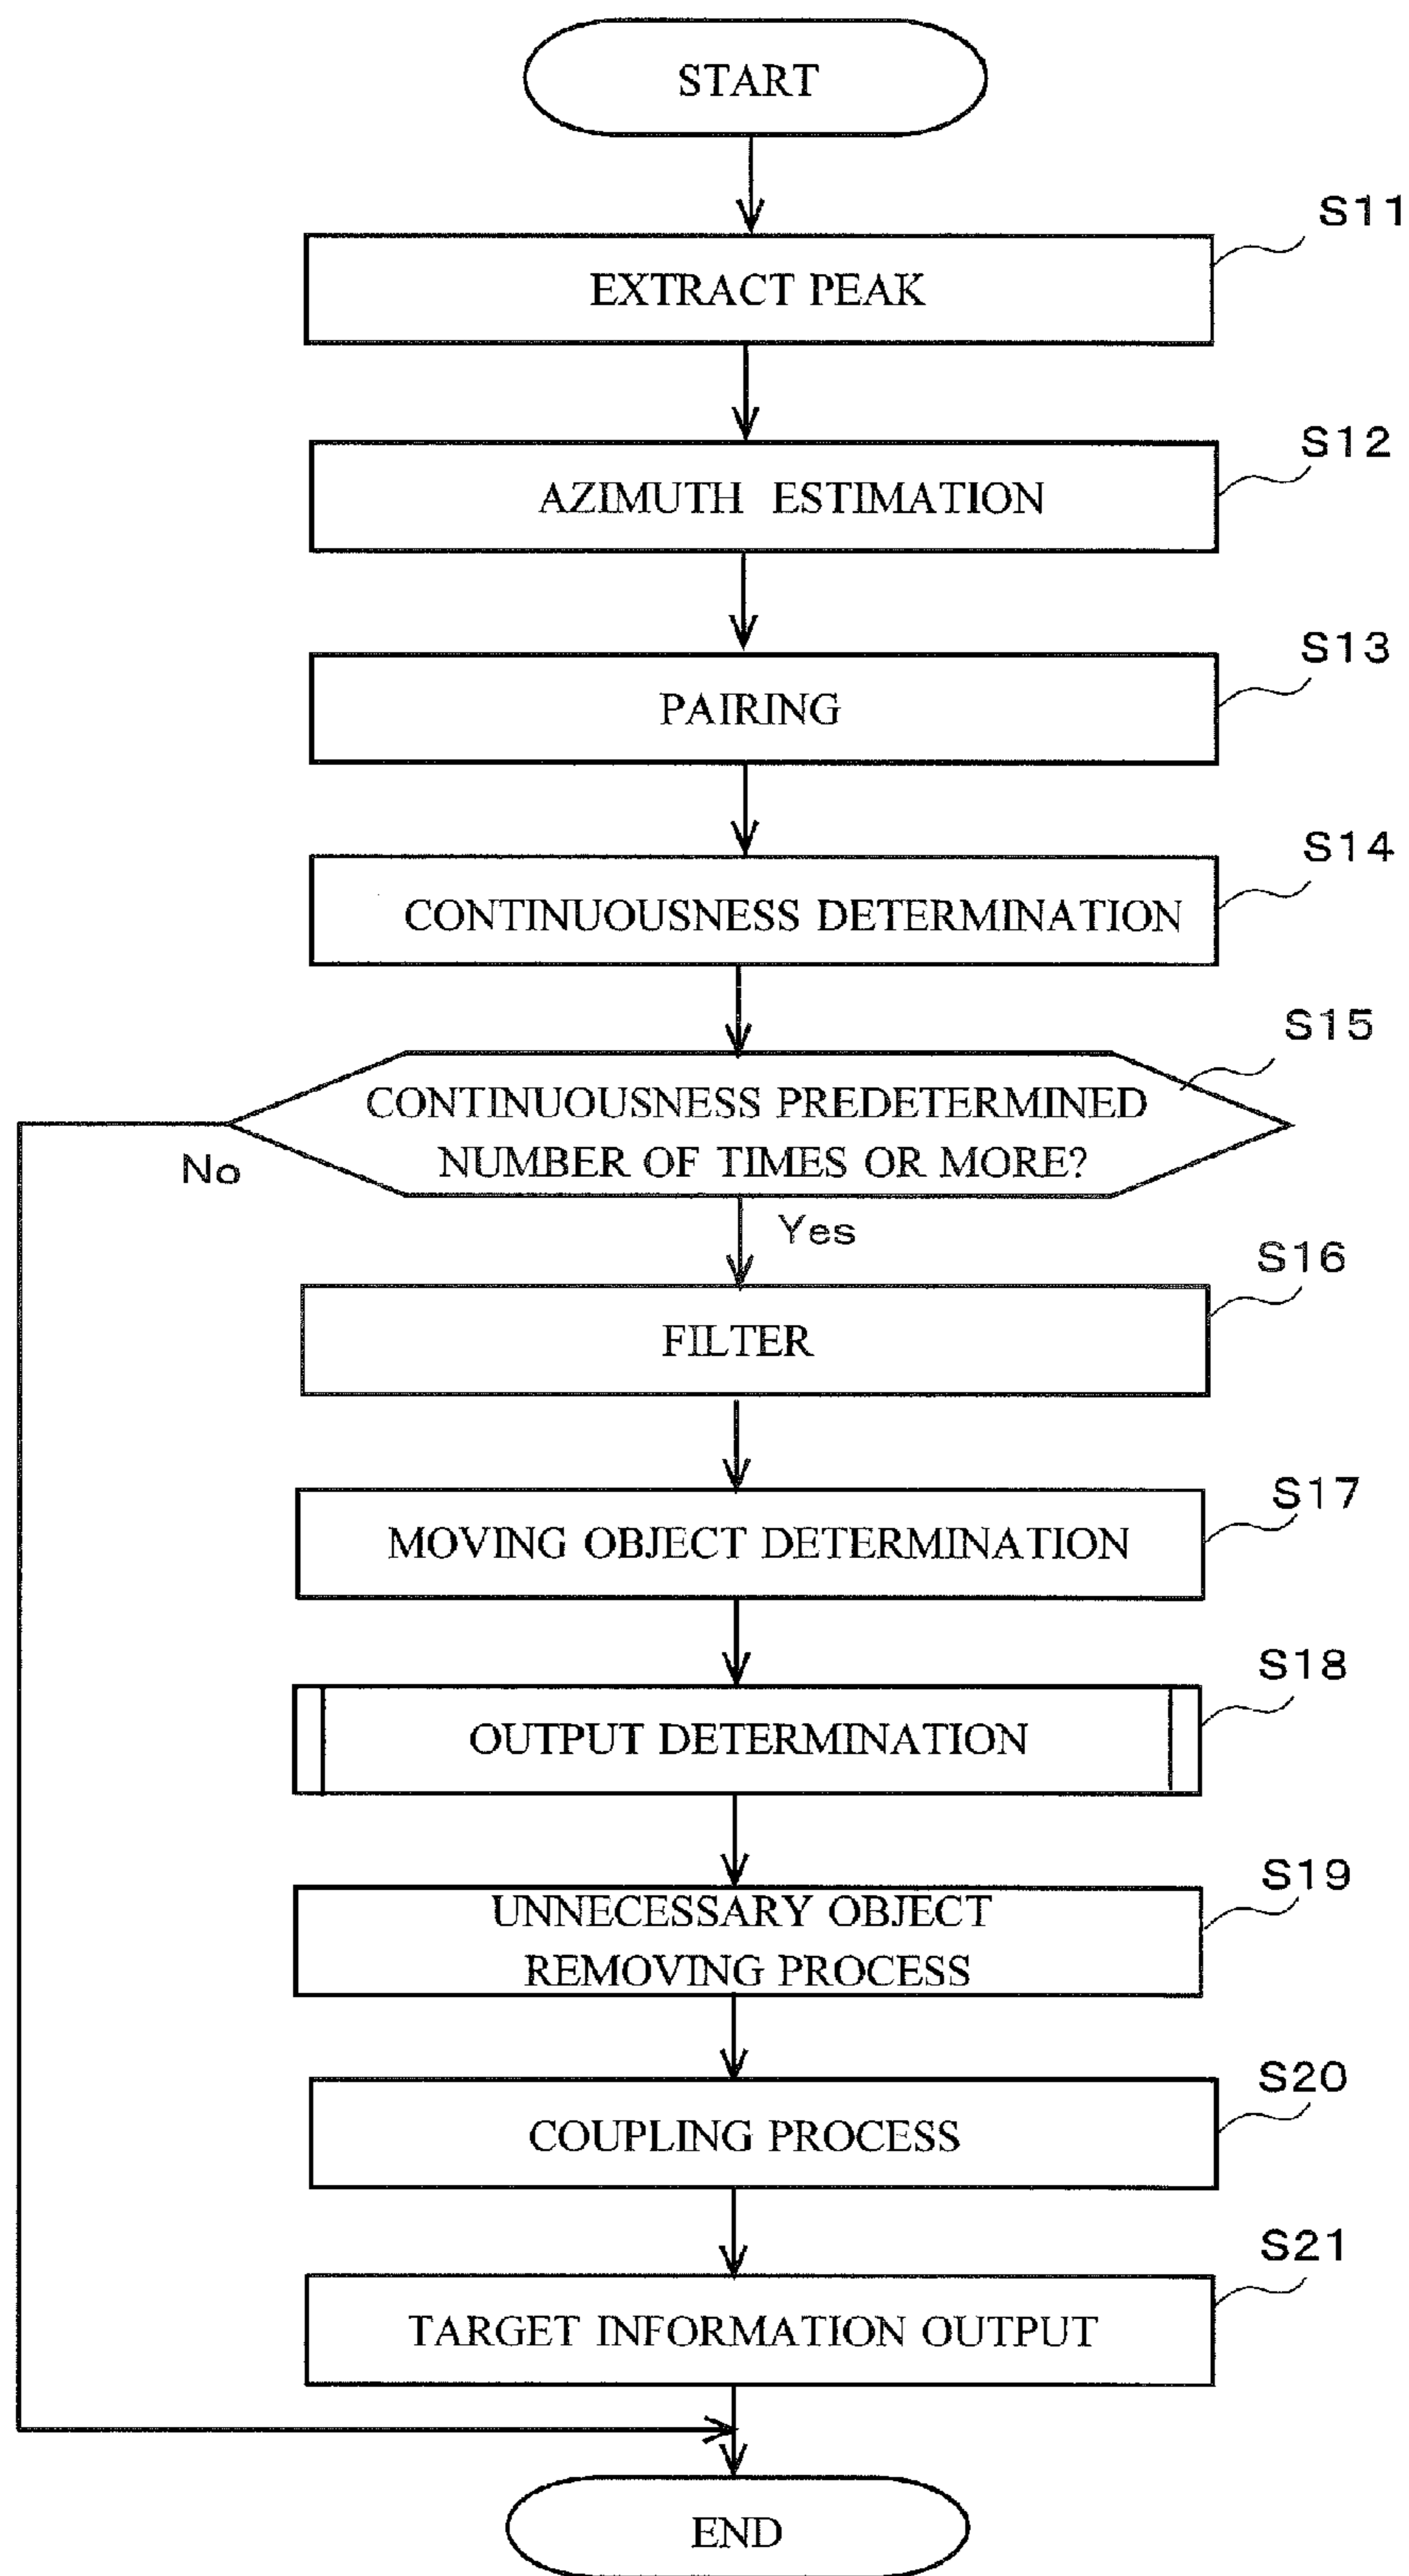 START
S11
EXTRACT PEAK
S12
AZIMUTH ESTIMATION
S13
PAIRING
S14
CONTINUOUSNESS DETERMINATION
S15
CONTINUOUSNESS PREDETERMINED
NUMBER OF TIMES OR MORE?
No
Yes
S16
FILTER
S17
MOVING OBJECT DETERMINATION
S18
OUTPUT DETERMINATION
S19
UNNECESSARY OBJECT
REMOVING PROCESS
S20
COUPLING PROCESS
S21
TARGET INFORMATION OUTPUT
END